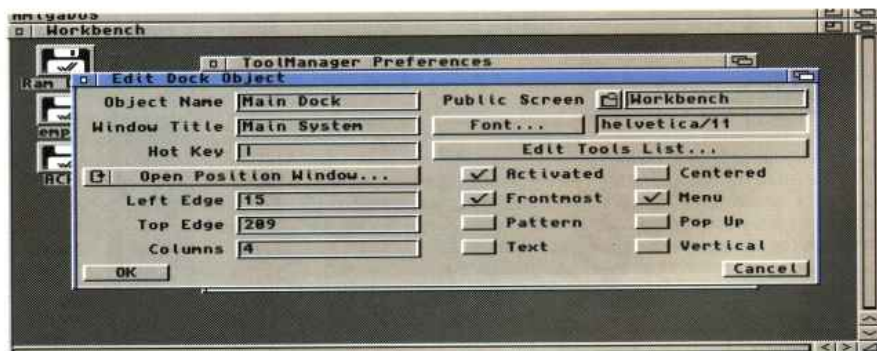 AmigaDOS
Workbench
ToolManager Preferences
Ram
Edit Dock Object
Object Name Main Dock
Public Screen Workbench
Window Title Main System
Font... helvetica/11
Hot Key
Edit Tools List...
Open Position Window...
Activated
Centered
Left Edge 15
Frontmost
Menu
Top Edge 209
Pattern
Pop Up
Columns 4
Text
Vertical
OK
Cancel